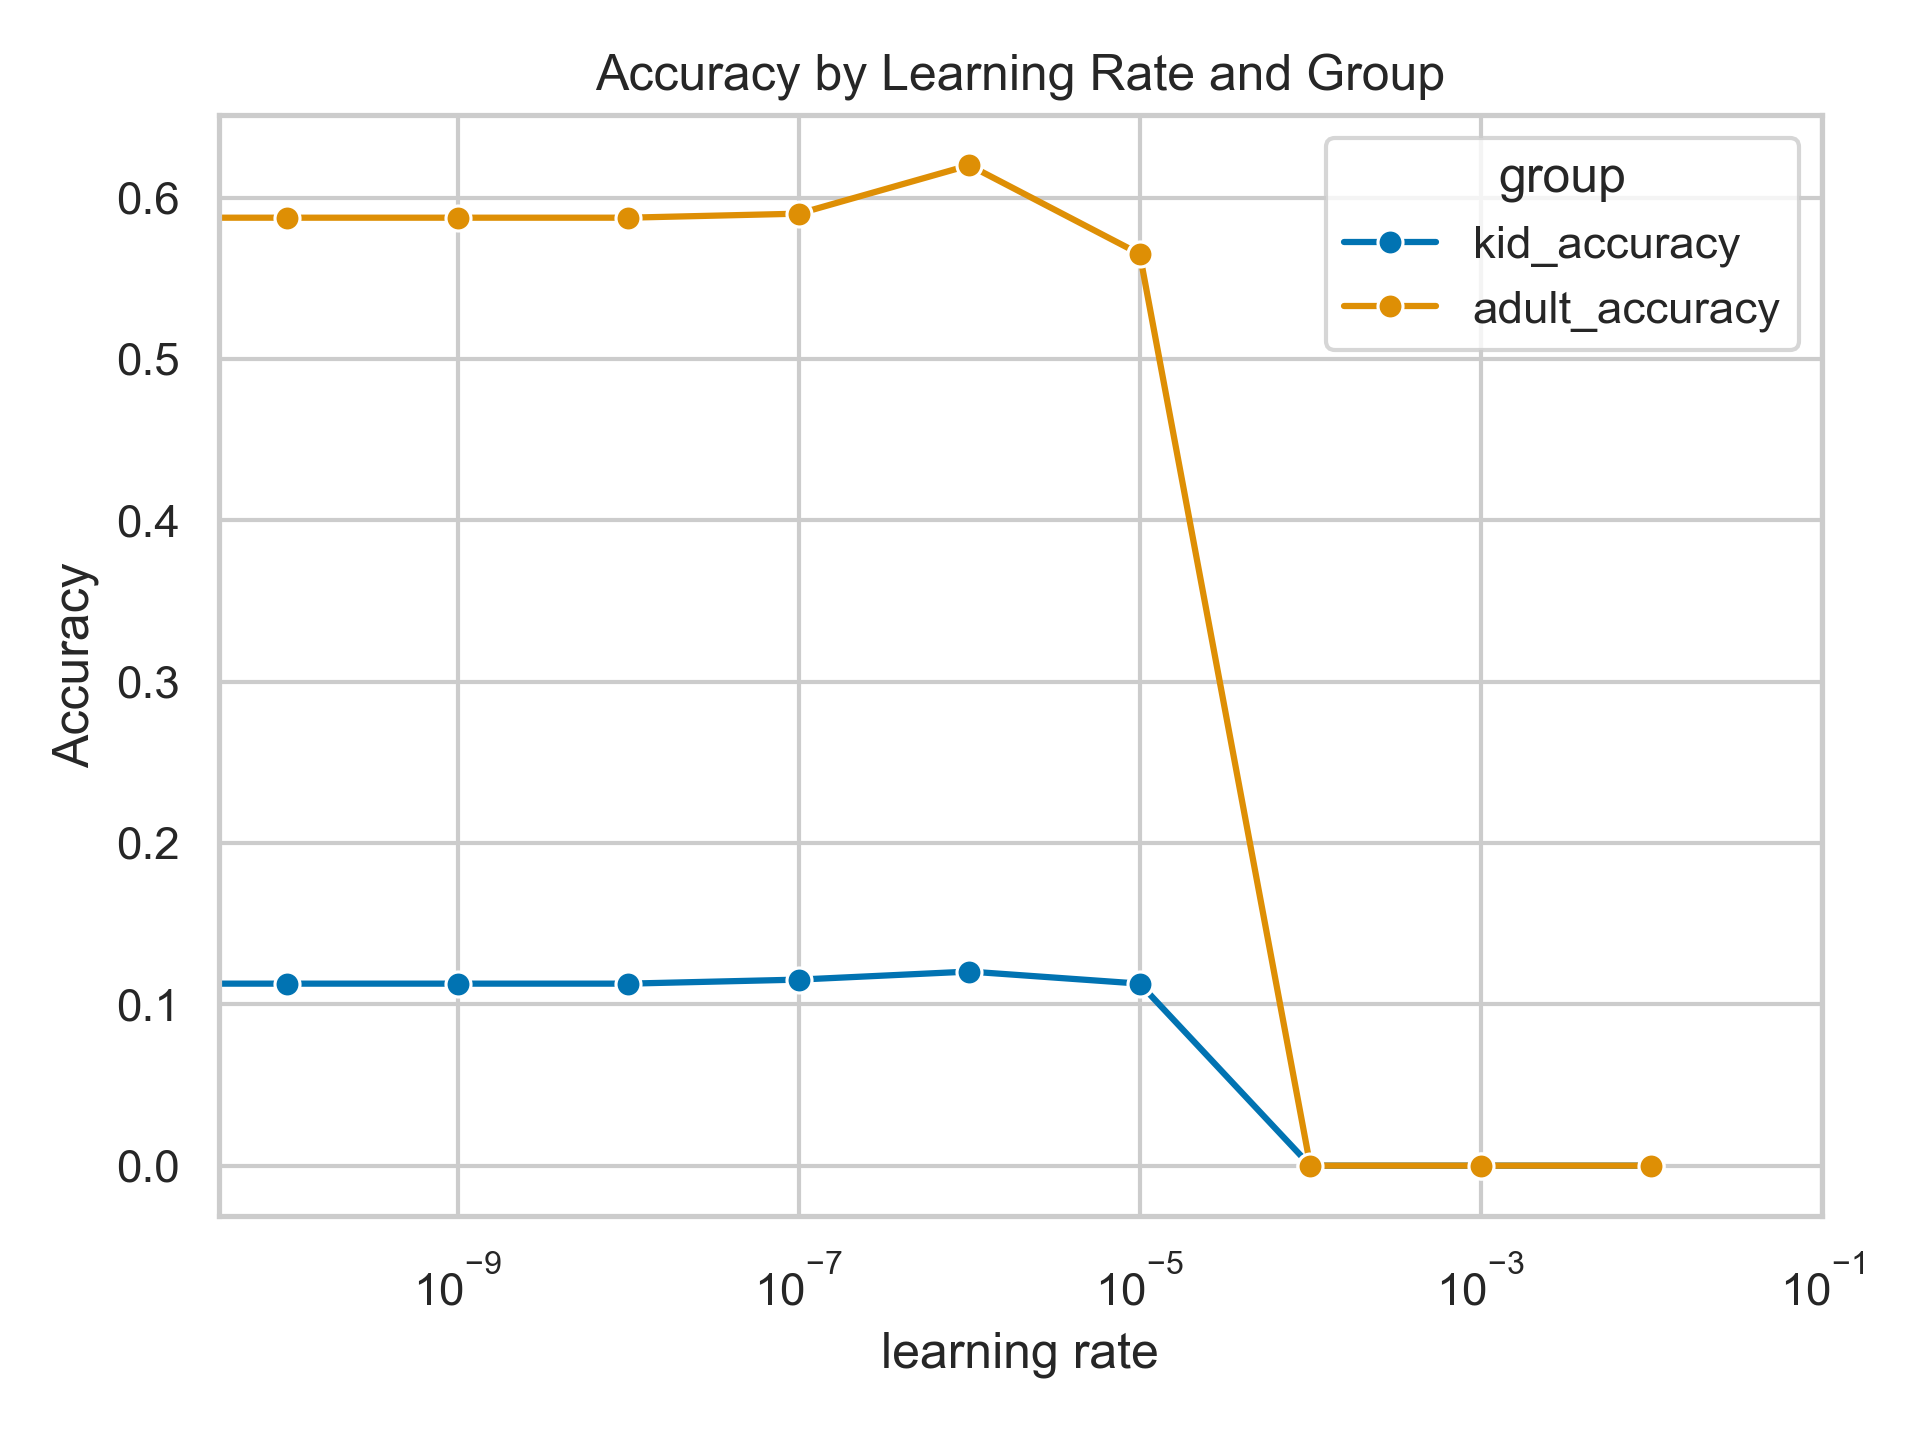 Accuracy by Learning Rate and Group
group
kid_accuracy
adult_accuracy
Accuracy
0.6
0.5
0.4
0.3
0.2
0.1
0.0
10⁻⁹ 10⁻⁷ 10⁻⁵ 10⁻³ 10⁻¹
learning rate